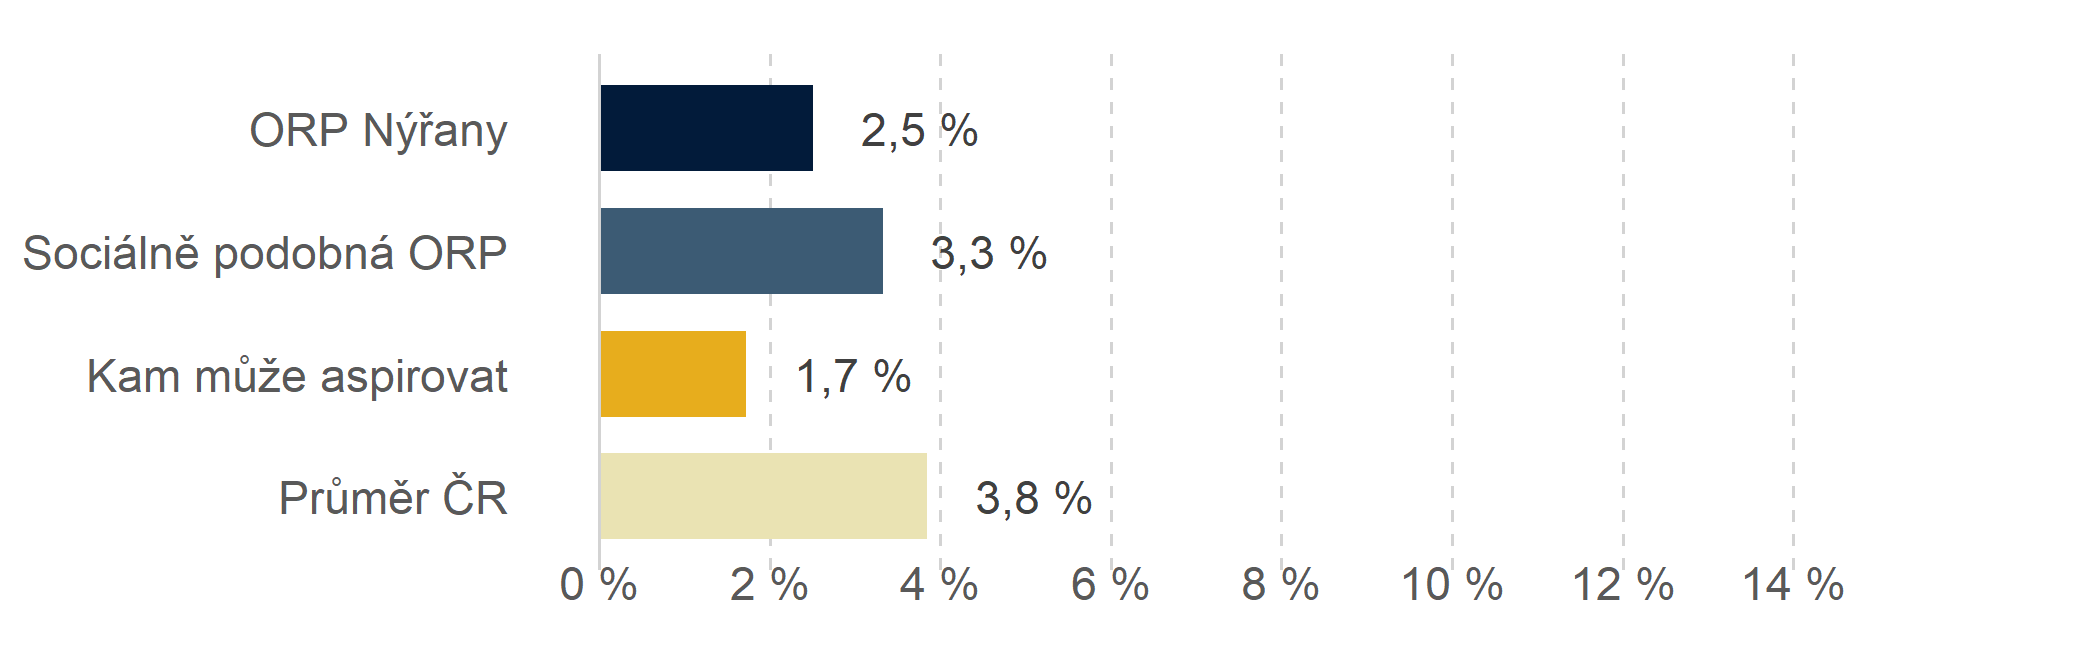 ORP Nýřany
2,5 %
Sociálně podobná ORP
3,3 %
Kam může aspirovat
1,7 %
Průměr ČR
3,8 %
0 % 2 % 4 % 6 % 8 % 10 % 12 % 14 %